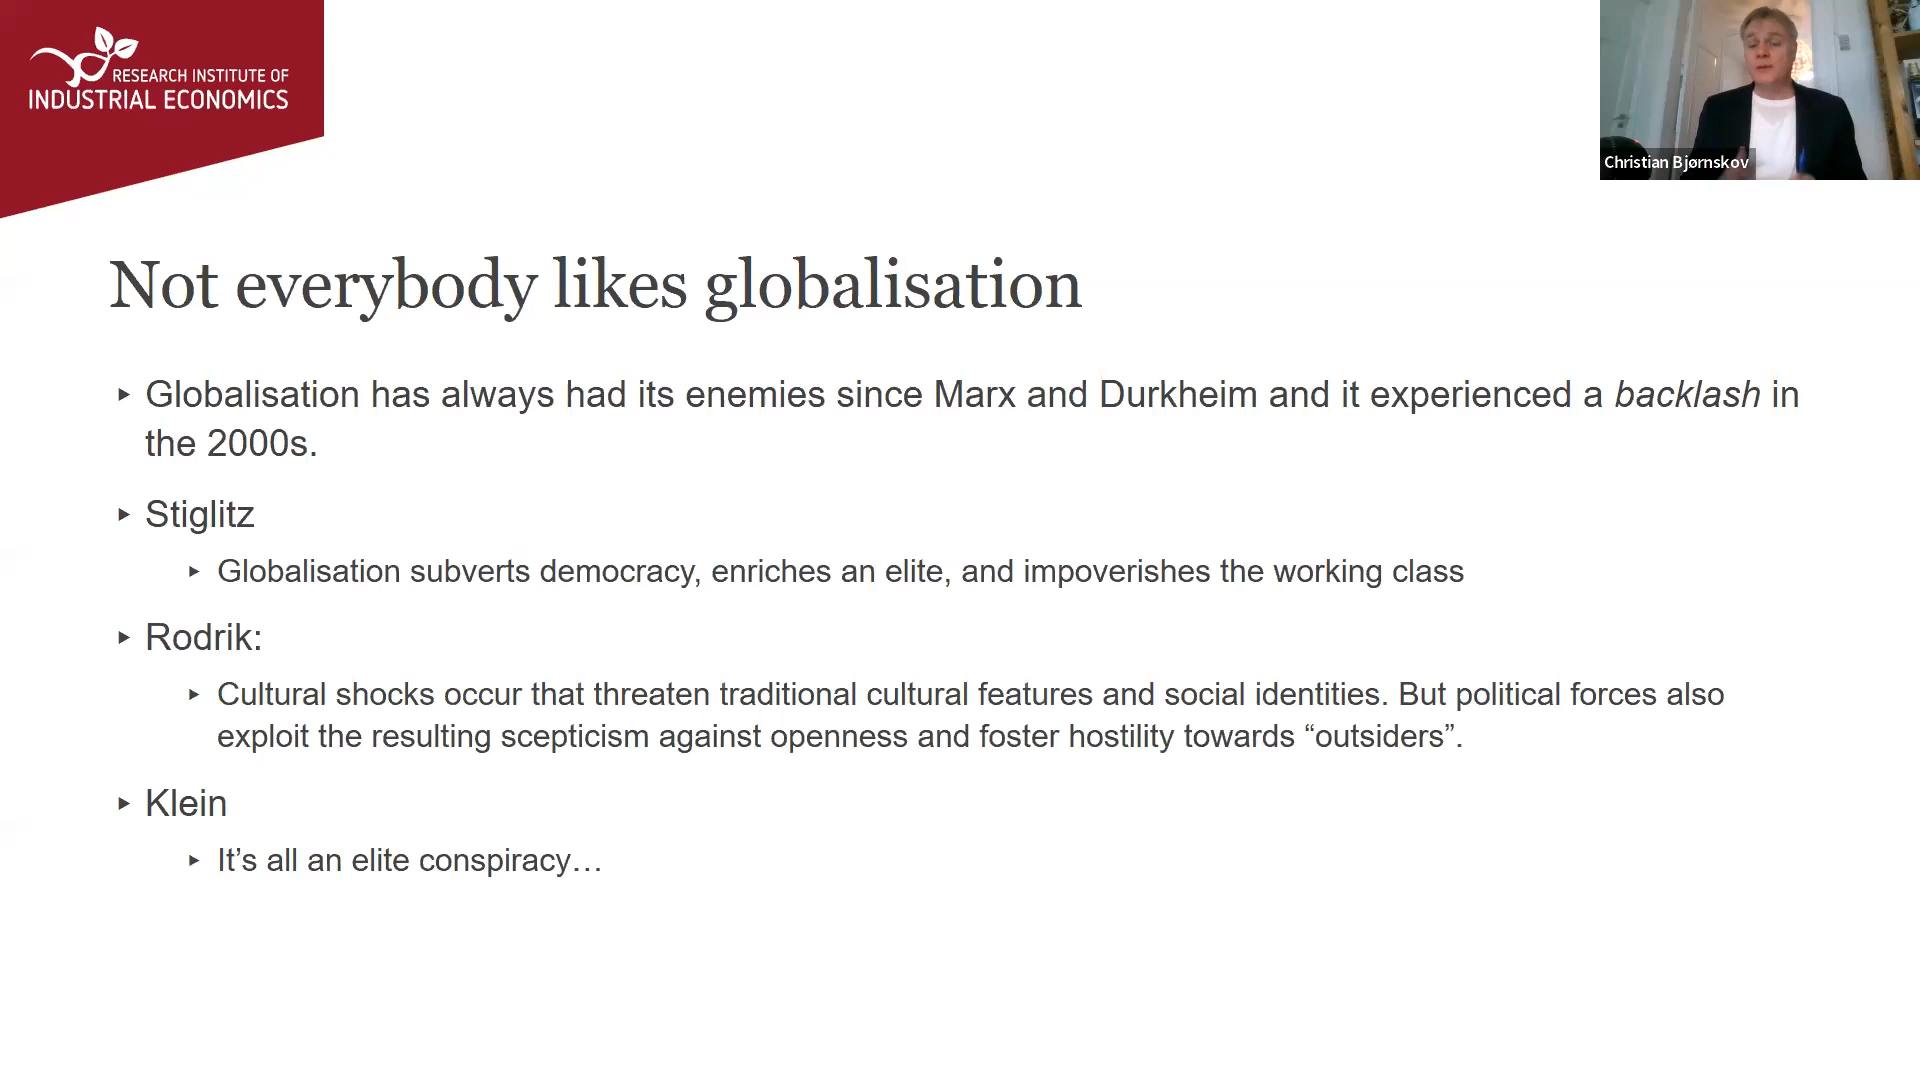 RESEARCH INSTITUTE OF
INDUSTRIAL ECONOMICS
Christian Bjørnskov
Not everybody likes globalisation
‣ Globalisation has always had its enemies since Marx and Durkheim and it experienced a backlash in
the 2000s.
‣ Stiglitz
‣ Globalisation subverts democracy, enriches an elite, and impoverishes the working class
‣ Rodrik:
‣ Cultural shocks occur that threaten traditional cultural features and social identities. But political forces also
exploit the resulting scepticism against openness and foster hostility towards “outsiders”.
‣ Klein
‣ It’s all an elite conspiracy…